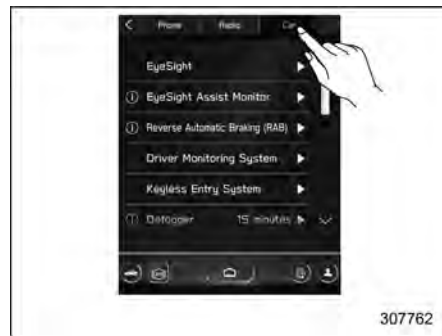 Phone Radio Car
EyeSight
EyeSight Assist Monitor
Reverse Automatic Braking (RAB)
Driver Monitoring System
Keyless Entry System
Defogger 15 minutes
307762